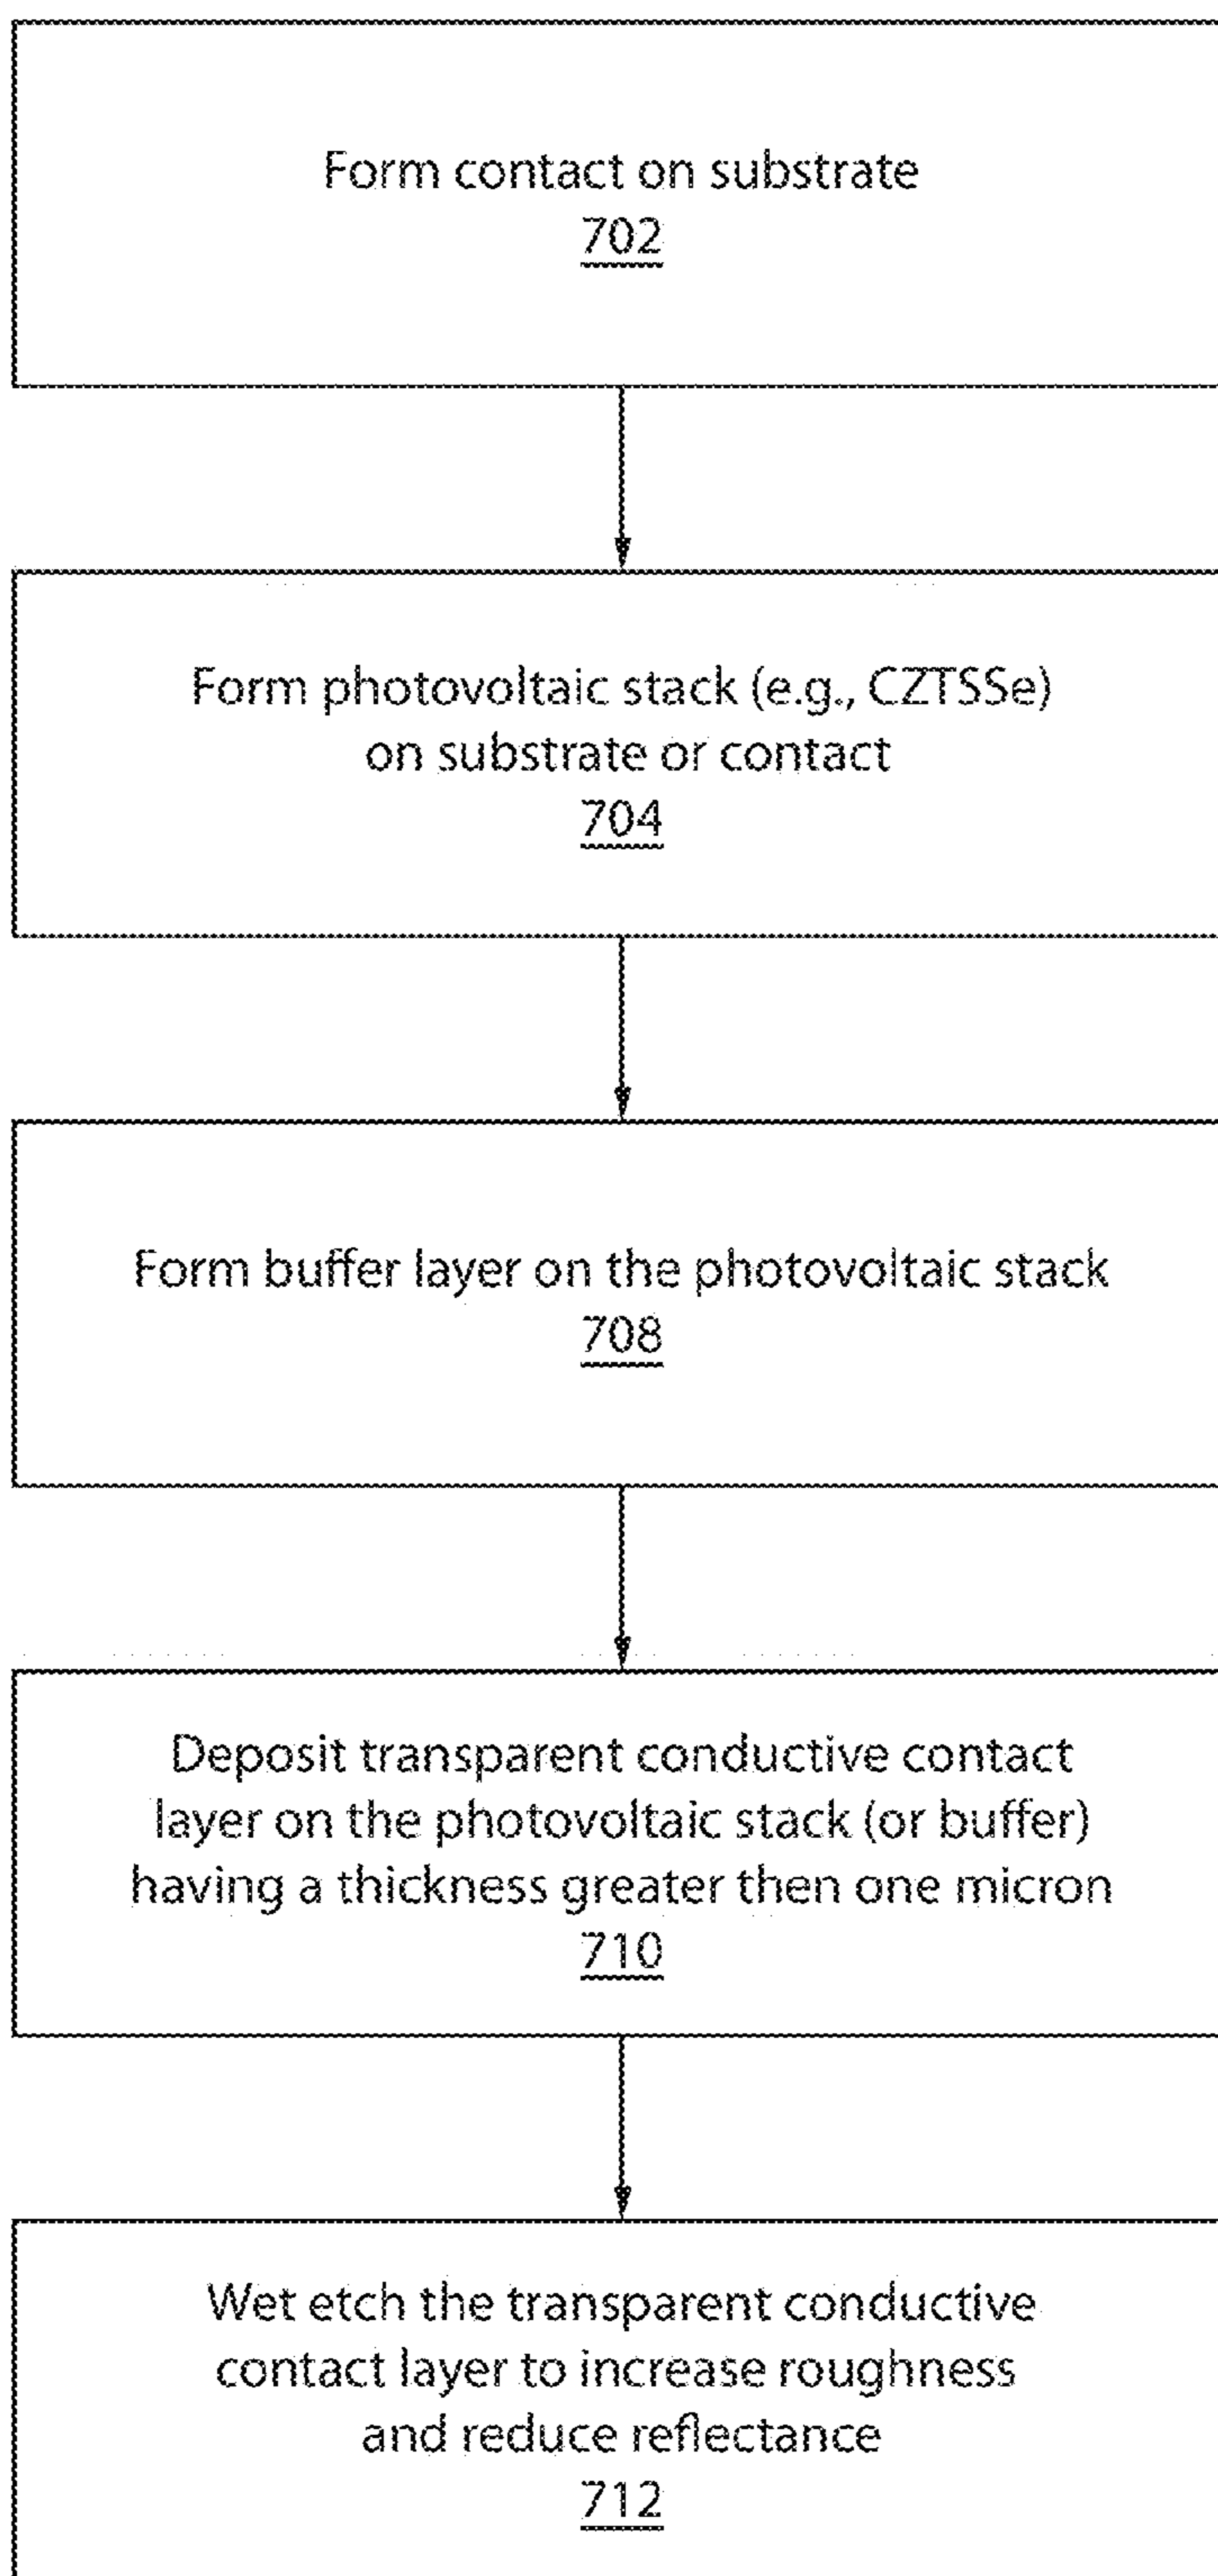 Form contact on substrate
702
Form photovoltaic stack (e.g., CZTSSe)
on substrate or contact
704
Form buffer layer on the photovoltaic stack
708
Deposit transparent conductive contact
layer on the photovoltaic stack (or buffer)
having a thickness greater then one micron
710
Wet etch the transparent conductive
contact layer to increase roughness
and reduce reflectance
712